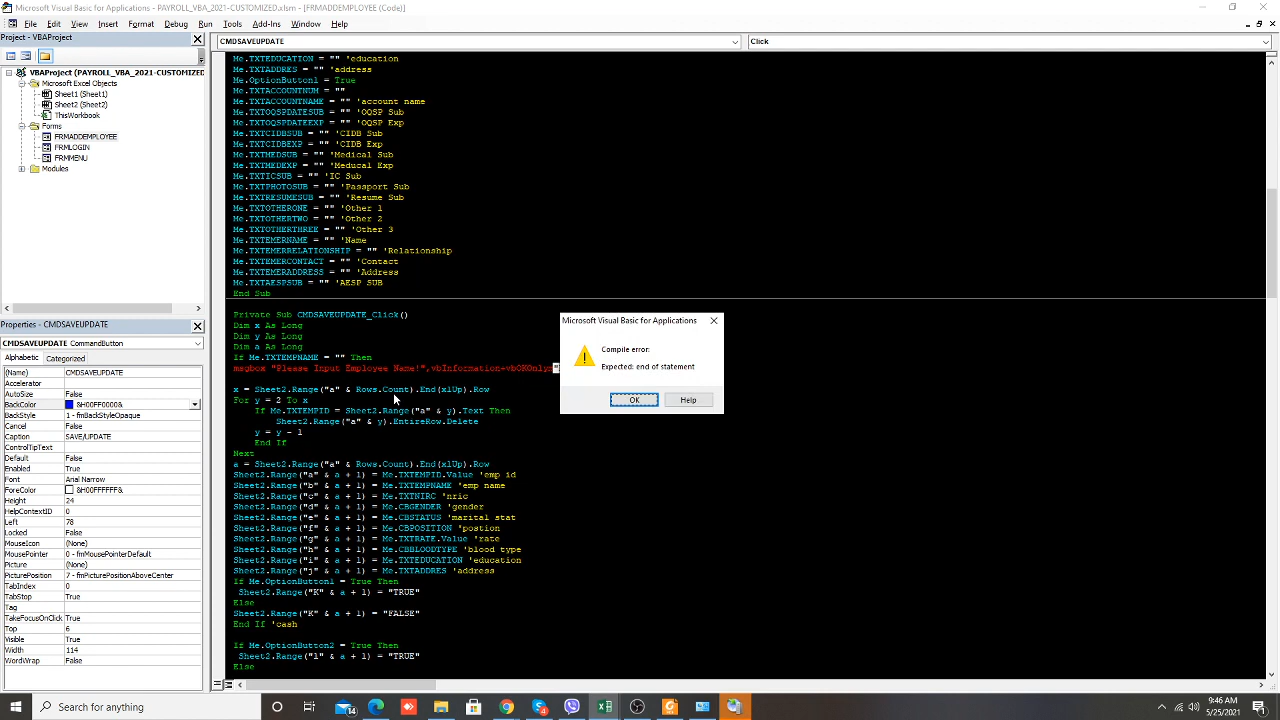 Microsoft Visual Basic for Applications - PAYROLL_VBA_2021-CUSTOMIZED.xlsm - [FRMADDEMPLOYEE (Code)]
File Edit View Insert Format Debug Run Tools Add-Ins Window Help
Project - VBAProject
VBAProject (PAYROLL_VBA_2021-CUSTOMIZED
Microsoft Excel Objects
Sheet1 (Sheet1)
Sheet2 (Sheet2)
ThisWorkbook
Forms
FRMADDEMPLOYEE
FRMLOGIN
FRMMENU
Modules
Properties - CMDSAVEUPDATE
CMDSAVEUPDATE CommandButton
Alphabetic Categorized
(Name) CMDSAVEUPDATE
Accelerator
AutoSize False
BackColor &H00FF0000&
BackStyle 1 - fmBackStyleOpaque
Cancel False
Caption SAVE/UPDATE
ControlTipText
Default False
Enabled True
Font Arial Narrow
ForeColor &H00FFFFFF&
Height 24
HelpContextID 0
Left 78
Locked False
MouseIcon (None)
MousePointer 0 - fmMousePointerDefault
Picture (None)
PicturePosition 7 - fmPicturePositionAboveCenter
TabIndex 0
TabStop True
Tag
TakeFocusOnClick True
Top 6
Visible True
Width 114
WordWrap False
CMDSAVEUPDATE Click
Me.TXTEDUCATION = "" 'education
Me.TXTADDRES = "" 'address
Me.OptionButton1 = True
Me.TXTACCOUNTNUM = ""
Me.TXTACCOUNTNAME = "" 'account name
Me.TXTOQSPDATESUB = "" 'OQSP Sub
Me.TXTOQSPDATEEXP = "" 'OQSP Exp
Me.TXTCIDBSUB = "" 'CIDB Sub
Me.TXTCIDBEXP = "" 'CIDB Exp
Me.TXTMEDSUB = "" 'Medical Sub
Me.TXTMEDEXP = "" 'Meducal Exp
Me.TXTICSUB = "" 'IC Sub
Me.TXTPHOTOSUB = "" 'Passport Sub
Me.TXTRESUMESUB = "" 'Resume Sub
Me.TXTOTHERONE = "" 'Other 1
Me.TXTOTHERTWO = "" 'Other 2
Me.TXTOTHERTHREE = "" 'Other 3
Me.TXTEMERNAME = "" 'Name
Me.TXTEMERRELATIONSHIP = "" 'Relationship
Me.TXTEMERCONTACT = "" 'Contact
Me.TXTEMERADDRESS = "" 'Address
Me.TXTAESPSUB = "" 'AESP SUB
End Sub
Private Sub CMDSAVEUPDATE_Click()
Dim x As Long
Dim y As Long
Dim a As Long
If Me.TXTEMPNAME = "" Then
msgbox "Please Input Employee Name!",vbInformation+vbOKOnly
x = Sheet2.Range("a" & Rows.Count).End(xlUp).Row
For y = 2 To x
If Me.TXTEMPID = Sheet2.Range("a" & y).Text Then
Sheet2.Range("a" & y).EntireRow.Delete
y = y - 1
End If
Next
a = Sheet2.Range("a" & Rows.Count).End(xlUp).Row
Sheet2.Range("a" & a + 1) = Me.TXTEMPID.Value 'emp id
Sheet2.Range("b" & a + 1) = Me.TXTEMPNAME 'emp name
Sheet2.Range("c" & a + 1) = Me.TXTNIRC 'nric
Sheet2.Range("d" & a + 1) = Me.CBGENDER 'gender
Sheet2.Range("e" & a + 1) = Me.CBSTATUS 'marital stat
Sheet2.Range("f" & a + 1) = Me.CBPOSITION 'postion
Sheet2.Range("g" & a + 1) = Me.TXTRATE.Value 'rate
Sheet2.Range("h" & a + 1) = Me.CBBLOODTYPE 'blood type
Sheet2.Range("i" & a + 1) = Me.TXTEDUCATION 'education
Sheet2.Range("j" & a + 1) = Me.TXTADDRES 'address
If Me.OptionButton1 = True Then
Sheet2.Range("K" & a + 1) = "TRUE"
Else
Sheet2.Range("K" & a + 1) = "FALSE"
End If 'cash
If Me.OptionButton2 = True Then
Sheet2.Range("l" & a + 1) = "TRUE"
Else
Microsoft Visual Basic for Applications
Compile error:
Expected: end of statement
OK Help
Type here to search
14
4
9:46 AM
5/25/2021